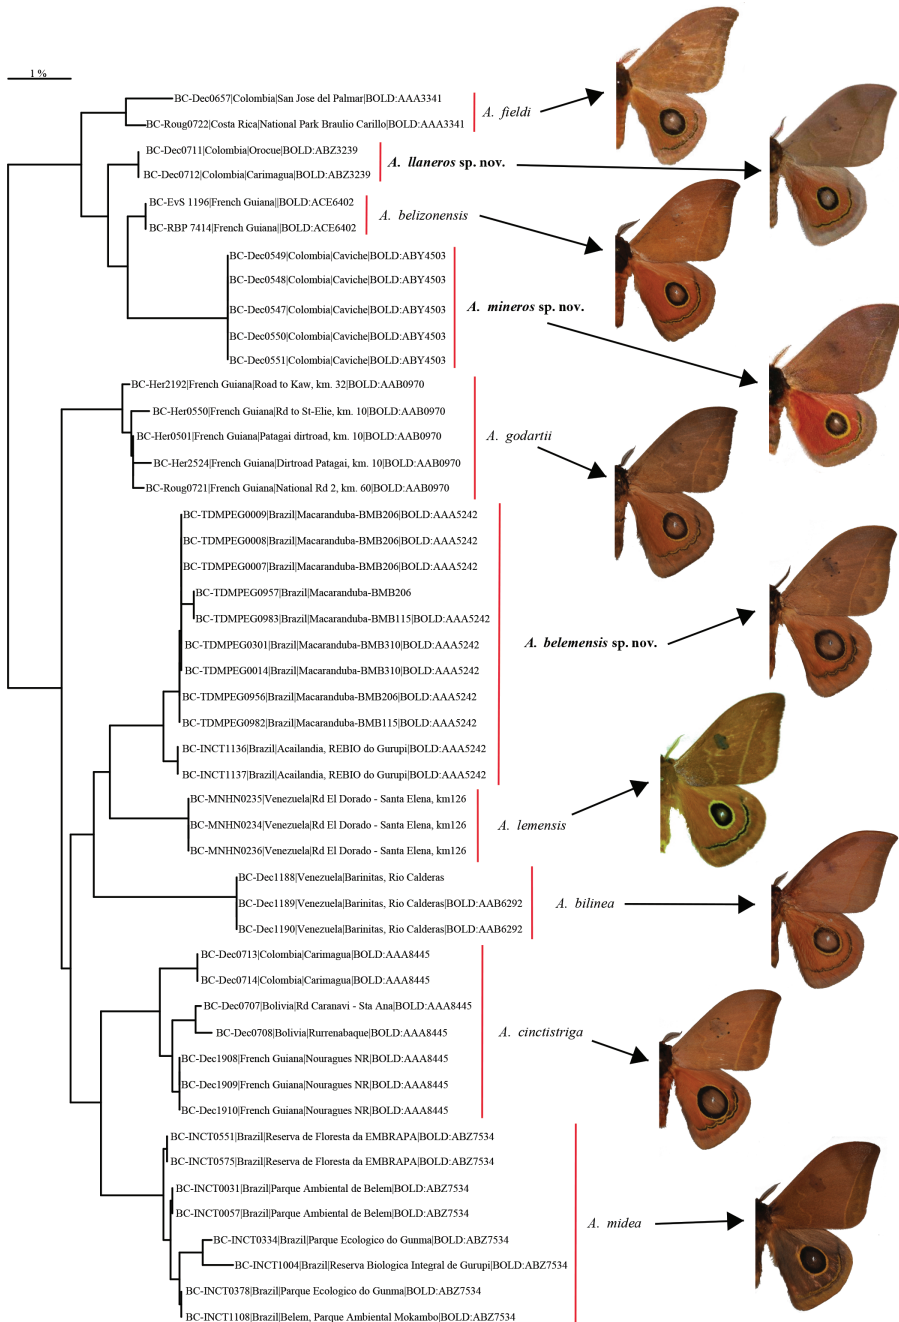 1 %
BC-Dec0657|Colombia|San Jose del Palmar|BOLD:AAA3341
BC-Roug0722|Costa Rica|National Park Braulio Carillo|BOLD:AAA3341
A. fieldi
BC-Dec0711|Colombia|Orocue|BOLD:ABZ3239
BC-Dec0712|Colombia|Carimagua|BOLD:ABZ3239
A. llaneros sp. nov.
BC-EvS 1196|French Guiana||BOLD:ACE6402
BC-RBP 7414|French Guiana||BOLD:ACE6402
A. belizonensis
BC-Dec0549|Colombia|Caviche|BOLD:ABY4503
BC-Dec0548|Colombia|Caviche|BOLD:ABY4503
BC-Dec0547|Colombia|Caviche|BOLD:ABY4503
BC-Dec0550|Colombia|Caviche|BOLD:ABY4503
BC-Dec0551|Colombia|Caviche|BOLD:ABY4503
A. mineros sp. nov.
BC-Her2192|French Guiana|Road to Kaw, km. 32|BOLD:AAB0970
BC-Her0550|French Guiana|Rd to St-Elie, km. 10|BOLD:AAB0970
BC-Her0501|French Guiana|Patagai dirtroad, km. 10|BOLD:AAB0970
BC-Her2524|French Guiana|Dirtroad Patagai, km. 10|BOLD:AAB0970
BC-Roug0721|French Guiana|National Rd 2, km. 60|BOLD:AAB0970
A. godartii
BC-TDMPEG0009|Brazil|Macaranduba-BMB206|BOLD:AAA5242
BC-TDMPEG0008|Brazil|Macaranduba-BMB206|BOLD:AAA5242
BC-TDMPEG0007|Brazil|Macaranduba-BMB206|BOLD:AAA5242
BC-TDMPEG0957|Brazil|Macaranduba-BMB206
BC-TDMPEG0983|Brazil|Macaranduba-BMB115|BOLD:AAA5242
BC-TDMPEG0301|Brazil|Macaranduba-BMB310|BOLD:AAA5242
BC-TDMPEG0014|Brazil|Macaranduba-BMB310|BOLD:AAA5242
BC-TDMPEG0956|Brazil|Macaranduba-BMB206|BOLD:AAA5242
BC-TDMPEG0982|Brazil|Macaranduba-BMB115|BOLD:AAA5242
BC-INCT1136|Brazil|Acailandia, REBIO do Gurupi|BOLD:AAA5242
BC-INCT1137|Brazil|Acailandia, REBIO do Gurupi|BOLD:AAA5242
A. belemensis sp. nov.
BC-MNHN0235|Venezuela|Rd El Dorado - Santa Elena, km126
BC-MNHN0234|Venezuela|Rd El Dorado - Santa Elena, km126
BC-MNHN0236|Venezuela|Rd El Dorado - Santa Elena, km126
A. lemensis
BC-Dec1188|Venezuela|Barinitas, Rio Calderas
BC-Dec1189|Venezuela|Barinitas, Rio Calderas|BOLD:AAB6292
BC-Dec1190|Venezuela|Barinitas, Rio Calderas|BOLD:AAB6292
A. bilinea
BC-Dec0713|Colombia|Carimagua|BOLD:AAA8445
BC-Dec0714|Colombia|Carimagua|BOLD:AAA8445
BC-Dec0707|Bolivia|Rd Caranavi - Sta Ana|BOLD:AAA8445
BC-Dec0708|Bolivia|Rurrenabaque|BOLD:AAA8445
BC-Dec1908|French Guiana|Nouragues NR|BOLD:AAA8445
BC-Dec1909|French Guiana|Nouragues NR|BOLD:AAA8445
BC-Dec1910|French Guiana|Nouragues NR|BOLD:AAA8445
A. cinctistriga
BC-INCT0551|Brazil|Reserva de Floresta da EMBRAPA|BOLD:ABZ7534
BC-INCT0575|Brazil|Reserva de Floresta da EMBRAPA|BOLD:ABZ7534
BC-INCT0031|Brazil|Parque Ambiental de Belem|BOLD:ABZ7534
BC-INCT0057|Brazil|Parque Ambiental de Belem|BOLD:ABZ7534
BC-INCT0334|Brazil|Parque Ecologico do Gunma|BOLD:ABZ7534
BC-INCT1004|Brazil|Reserva Biologica Integral de Gurupi|BOLD:ABZ7534
BC-INCT0378|Brazil|Parque Ecologico do Gunma|BOLD:ABZ7534
BC-INCT1108|Brazil|Belem, Parque Ambiental Mokambo|BOLD:ABZ7534
A. midea